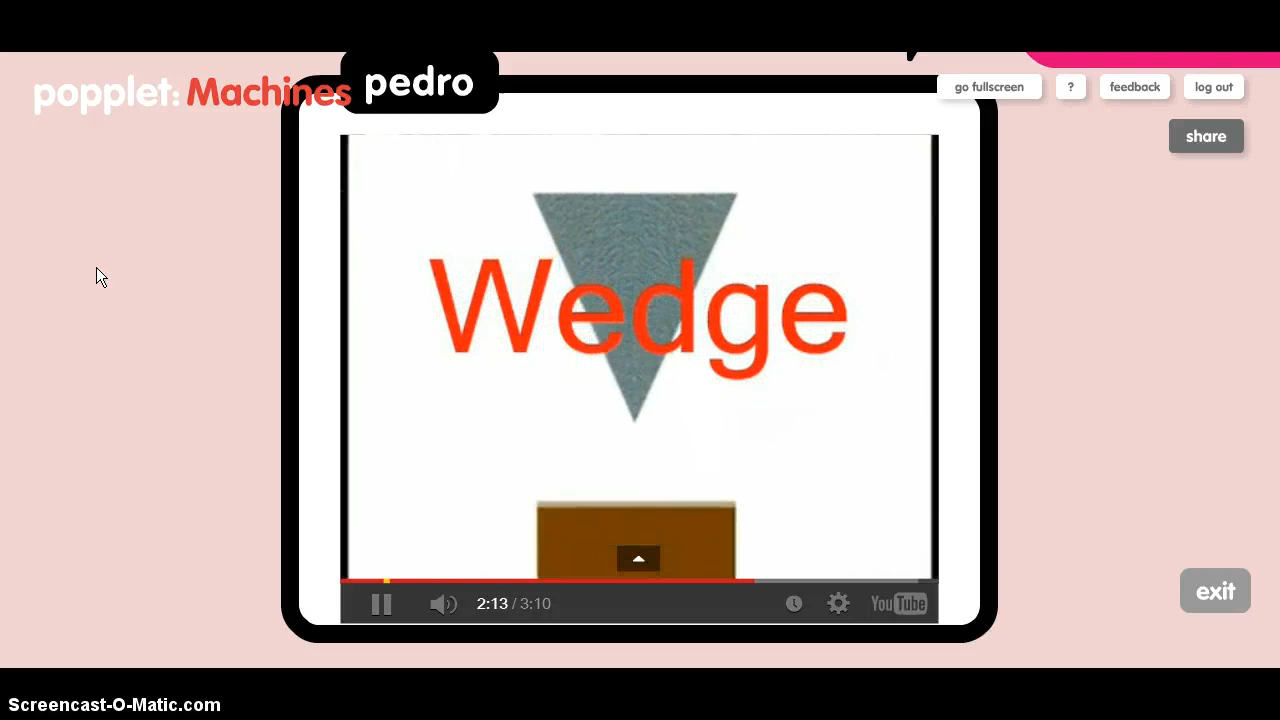 popplet: Machines
pedro
go fullscreen
?
feedback
log out
share
Wedge
2:13 / 3:10
YouTube
exit
Screencast-O-Matic.com